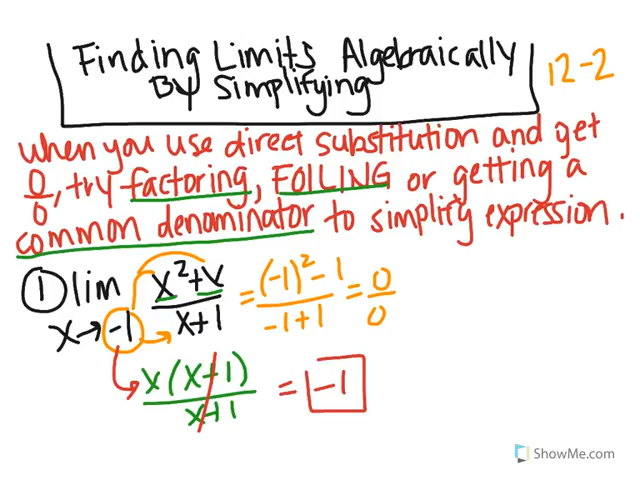 Finding Limits Algebraically
By Simplifying
12-2
When you use direct substitution and get
0/0, try factoring, FOILING or getting a
common denominator to simplify expression.
① lim x→-1 (x²+x)/(x+1) = ((-1)²-1)/(-1+1) = 0/0
x(x+1)/(x+1) = -1
ShowMe.com